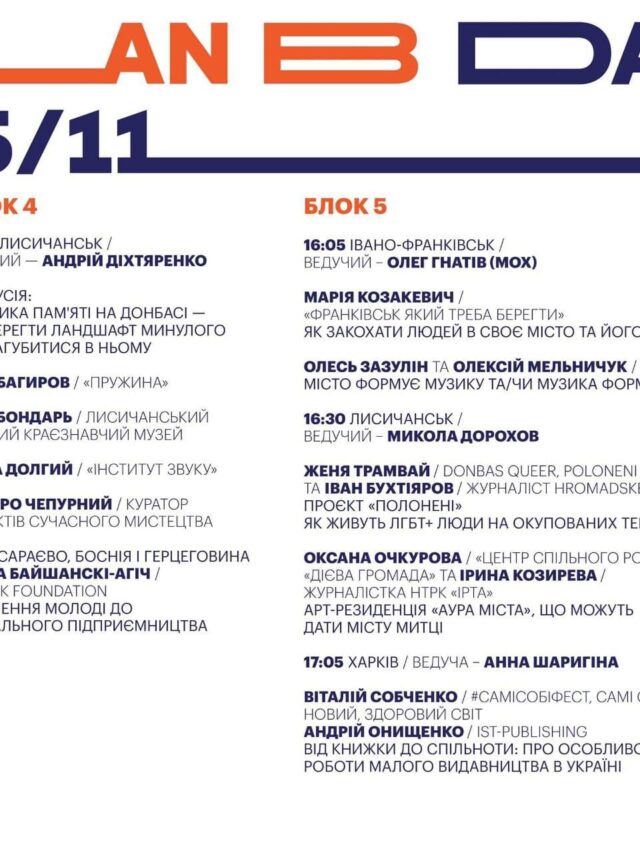 AN B DA
5/11
ОК 4
ЛИСИЧАНСЬК /
ИЙ — АНДРІЙ ДІХТЯРЕНКО
УСІЯ:
ИКА ПАМ'ЯТІ НА ДОНБАСІ —
ЕРЕГТИ ЛАНДШАФТ МИНУЛОГО
АГУБИТИСЯ В НЬОМУ
БАГИРОВ / «ПРУЖИНА»
БОНДАРЬ / ЛИСИЧАНСЬКИЙ
ИЙ КРАЄЗНАВЧИЙ МУЗЕЙ
А ДОЛГИЙ / «ІНСТИТУТ ЗВУКУ»
РО ЧЕПУРНИЙ / КУРАТОР
КТІВ СУЧАСНОГО МИСТЕЦТВА
САРАЄВО, БОСНІЯ І ГЕРЦЕГОВИНА
А БАЙШАНСКІ-АГІЧ /
K FOUNDATION
ЕННЯ МОЛОДІ ДО
АЛЬНОГО ПІДПРИЄМНИЦТВА
БЛОК 5
16:05 ІВАНО-ФРАНКІВСЬК /
ВЕДУЧИЙ – ОЛЕГ ГНАТІВ (МОХ)
МАРІЯ КОЗАКЕВИЧ /
«ФРАНКІВСЬК ЯКИЙ ТРЕБА БЕРЕГТИ»
ЯК ЗАКОХАТИ ЛЮДЕЙ В СВОЄ МІСТО ТА ЙОГО
ОЛЕСЬ ЗАЗУЛІН ТА ОЛЕКСІЙ МЕЛЬНИЧУК /
МІСТО ФОРМУЄ МУЗИКУ ТА/ЧИ МУЗИКА ФОРМ
16:30 ЛИСИЧАНСЬК /
ВЕДУЧИЙ – МИКОЛА ДОРОХОВ
ЖЕНЯ ТРАМВАЙ / DONBAS QUEER, POLONENI
ТА ІВАН БУХТІЯРОВ / ЖУРНАЛІСТ HROMADSKE
ПРОЄКТ «ПОЛОНЕНІ»
ЯК ЖИВУТЬ ЛГБТ+ ЛЮДИ НА ОКУПОВАНИХ ТЕ
ОКСАНА ОЧКУРОВА / «ЦЕНТР СПІЛЬНОГО РО
«ДІЄВА ГРОМАДА» ТА ІРИНА КОЗИРЕВА /
ЖУРНАЛІСТКА НТРК «ІРТА»
АРТ-РЕЗИДЕНЦІЯ «АУРА МІСТА», ЩО МОЖУТЬ
ДАТИ МІСТУ МИТЦІ
17:05 ХАРКІВ / ВЕДУЧА – АННА ШАРИГІНА
ВІТАЛІЙ СОБЧЕНКО / #САМІСОБІФЕСТ, САМІ С
НОВИЙ, ЗДОРОВИЙ СВІТ
АНДРІЙ ОНИЩЕНКО / IST-PUBLISHING
ВІД КНИЖКИ ДО СПІЛЬНОТИ: ПРО ОСОБЛИВО
РОБОТИ МАЛОГО ВИДАВНИЦТВА В УКРАЇНІ